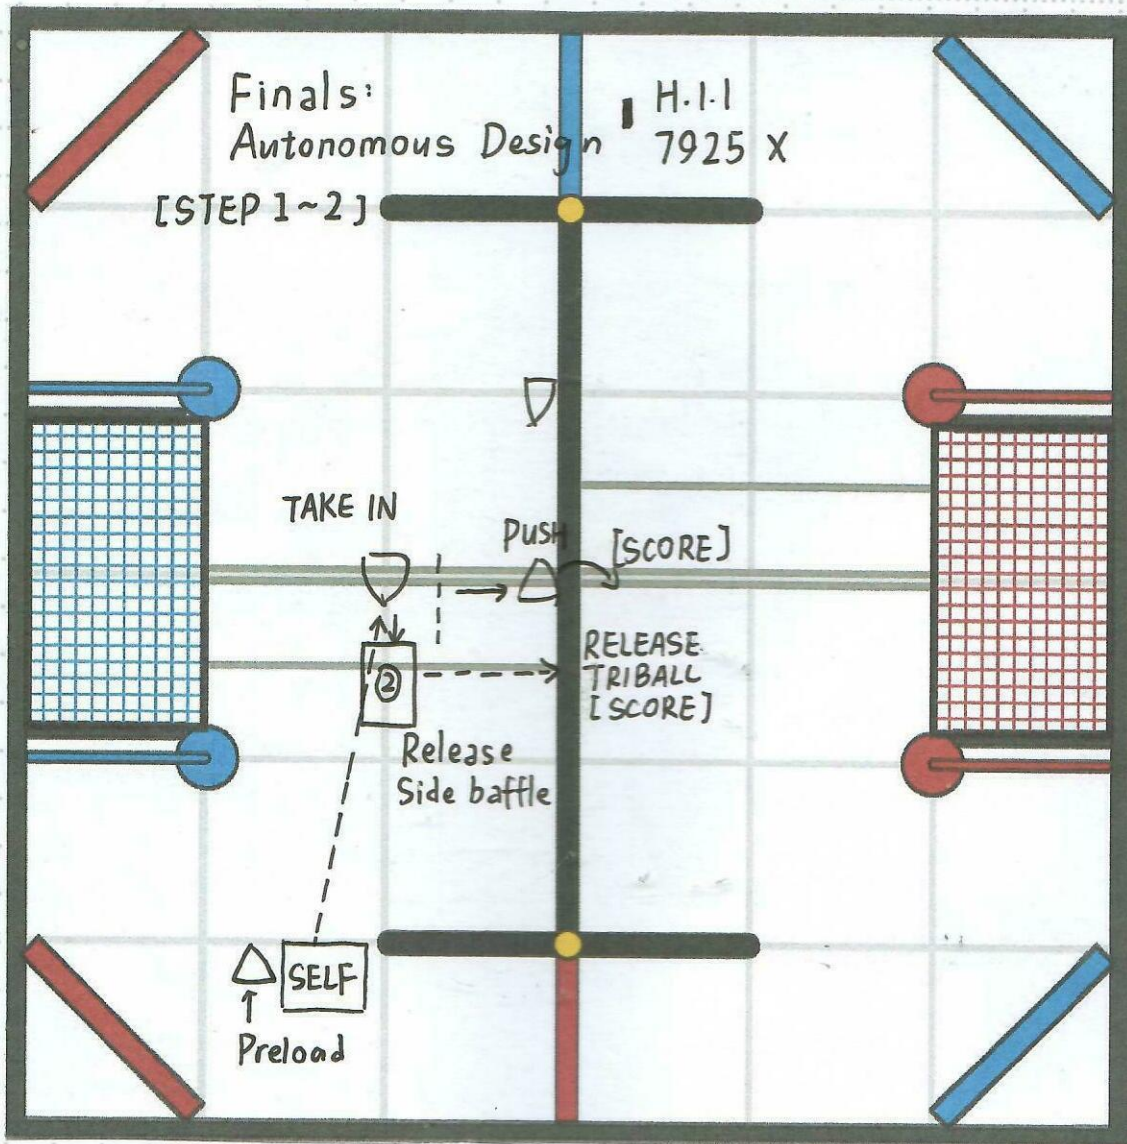 Finals:
Autonomous Design
H.1.1
7925 X
[STEP 1~2]
TAKE IN
PUSH
[SCORE]
RELEASE
TRIBALL
[SCORE]
②
Release
Side baffle
SELF
Preload